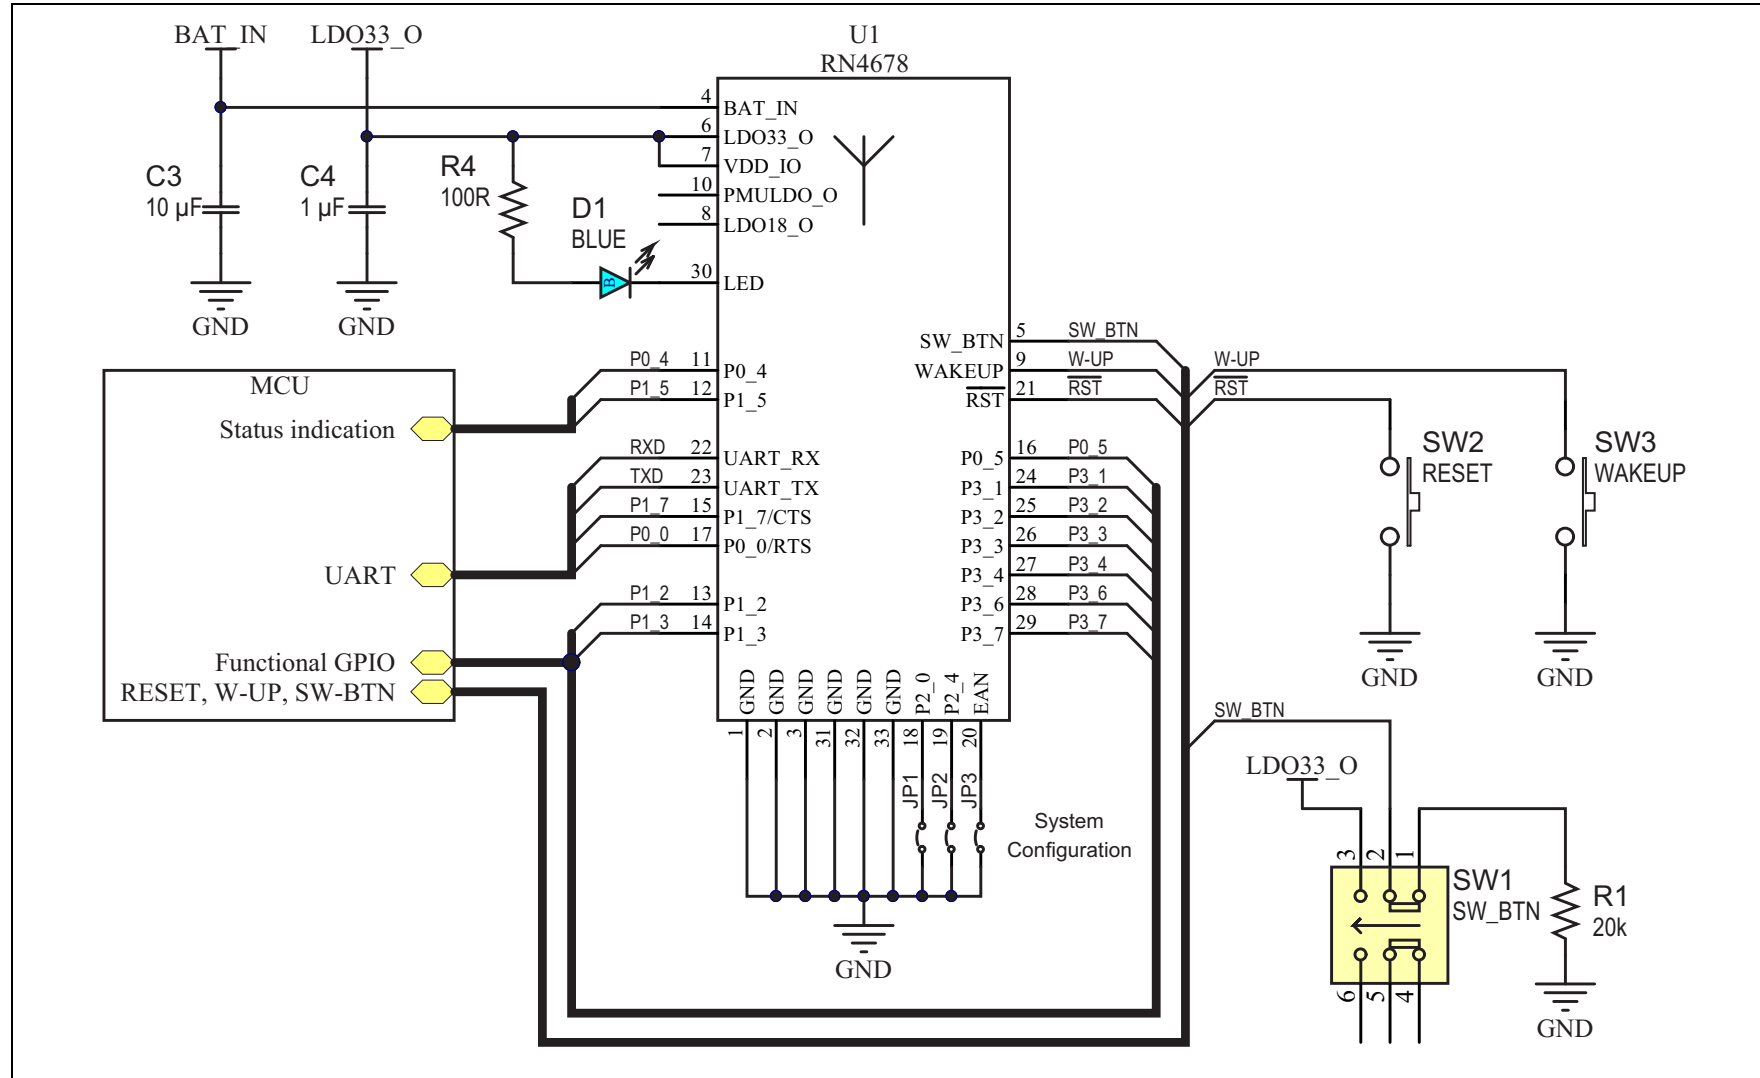 BAT_IN
LDO33_O
U1
RN4678
4
BAT_IN
6
LDO33_O
7
VDD_IO
10
PMULDO_O
8
LDO18_O
30
LED
C3
10 µF
C4
1 µF
R4
100R
D1
BLUE
B
GND
GND
MCU
Status indication
UART
Functional GPIO
RESET, W-UP, SW-BTN
P0_4
11
P0_4
P1_5
12
P1_5
RXD
22
UART_RX
TXD
23
UART_TX
P1_7
15
P1_7/CTS
P0_0
17
P0_0/RTS
P1_2
13
P1_2
P1_3
14
P1_3
SW_BTN
5
SW_BTN
WAKEUP
9
W-UP
RST
21
RST
P0_5
16
P0_5
P3_1
24
P3_1
P3_2
25
P3_2
P3_3
26
P3_3
P3_4
27
P3_4
P3_6
28
P3_6
P3_7
29
P3_7
W-UP
RST
SW2
RESET
SW3
WAKEUP
GND
GND
GND
GND
GND
GND
GND
GND
P2_0
P2_4
EAN
1
2
3
31
32
33
18
19
20
JP1
JP2
JP3
System
Configuration
GND
SW_BTN
LDO33_O
3
2
1
SW1
SW_BTN
R1
20k
6
5
4
GND